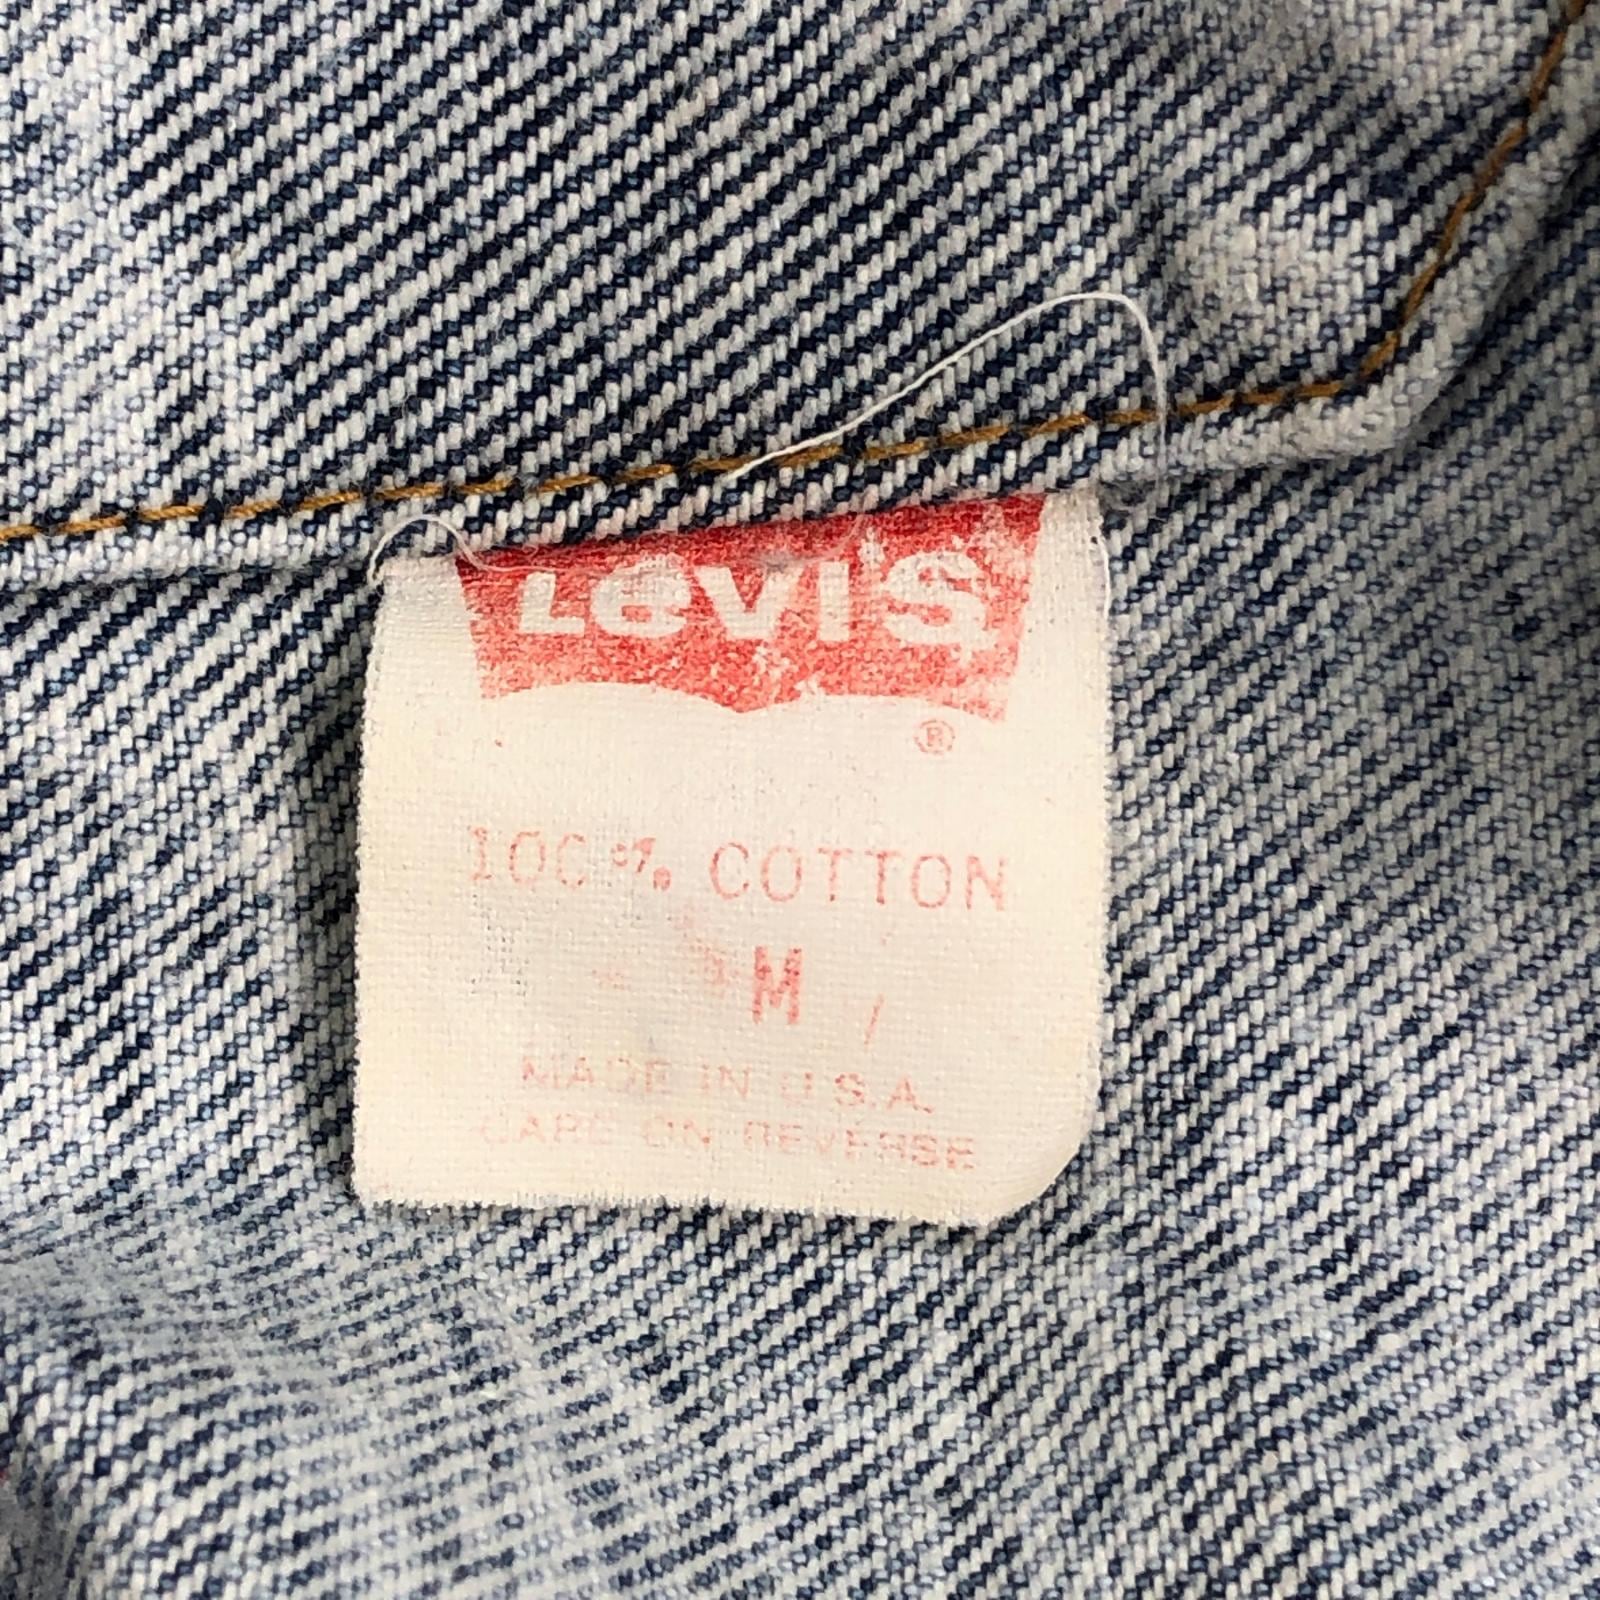 LEVI'S
®
100% COTTON
M
MADE IN U.S.A.
CARE ON REVERSE